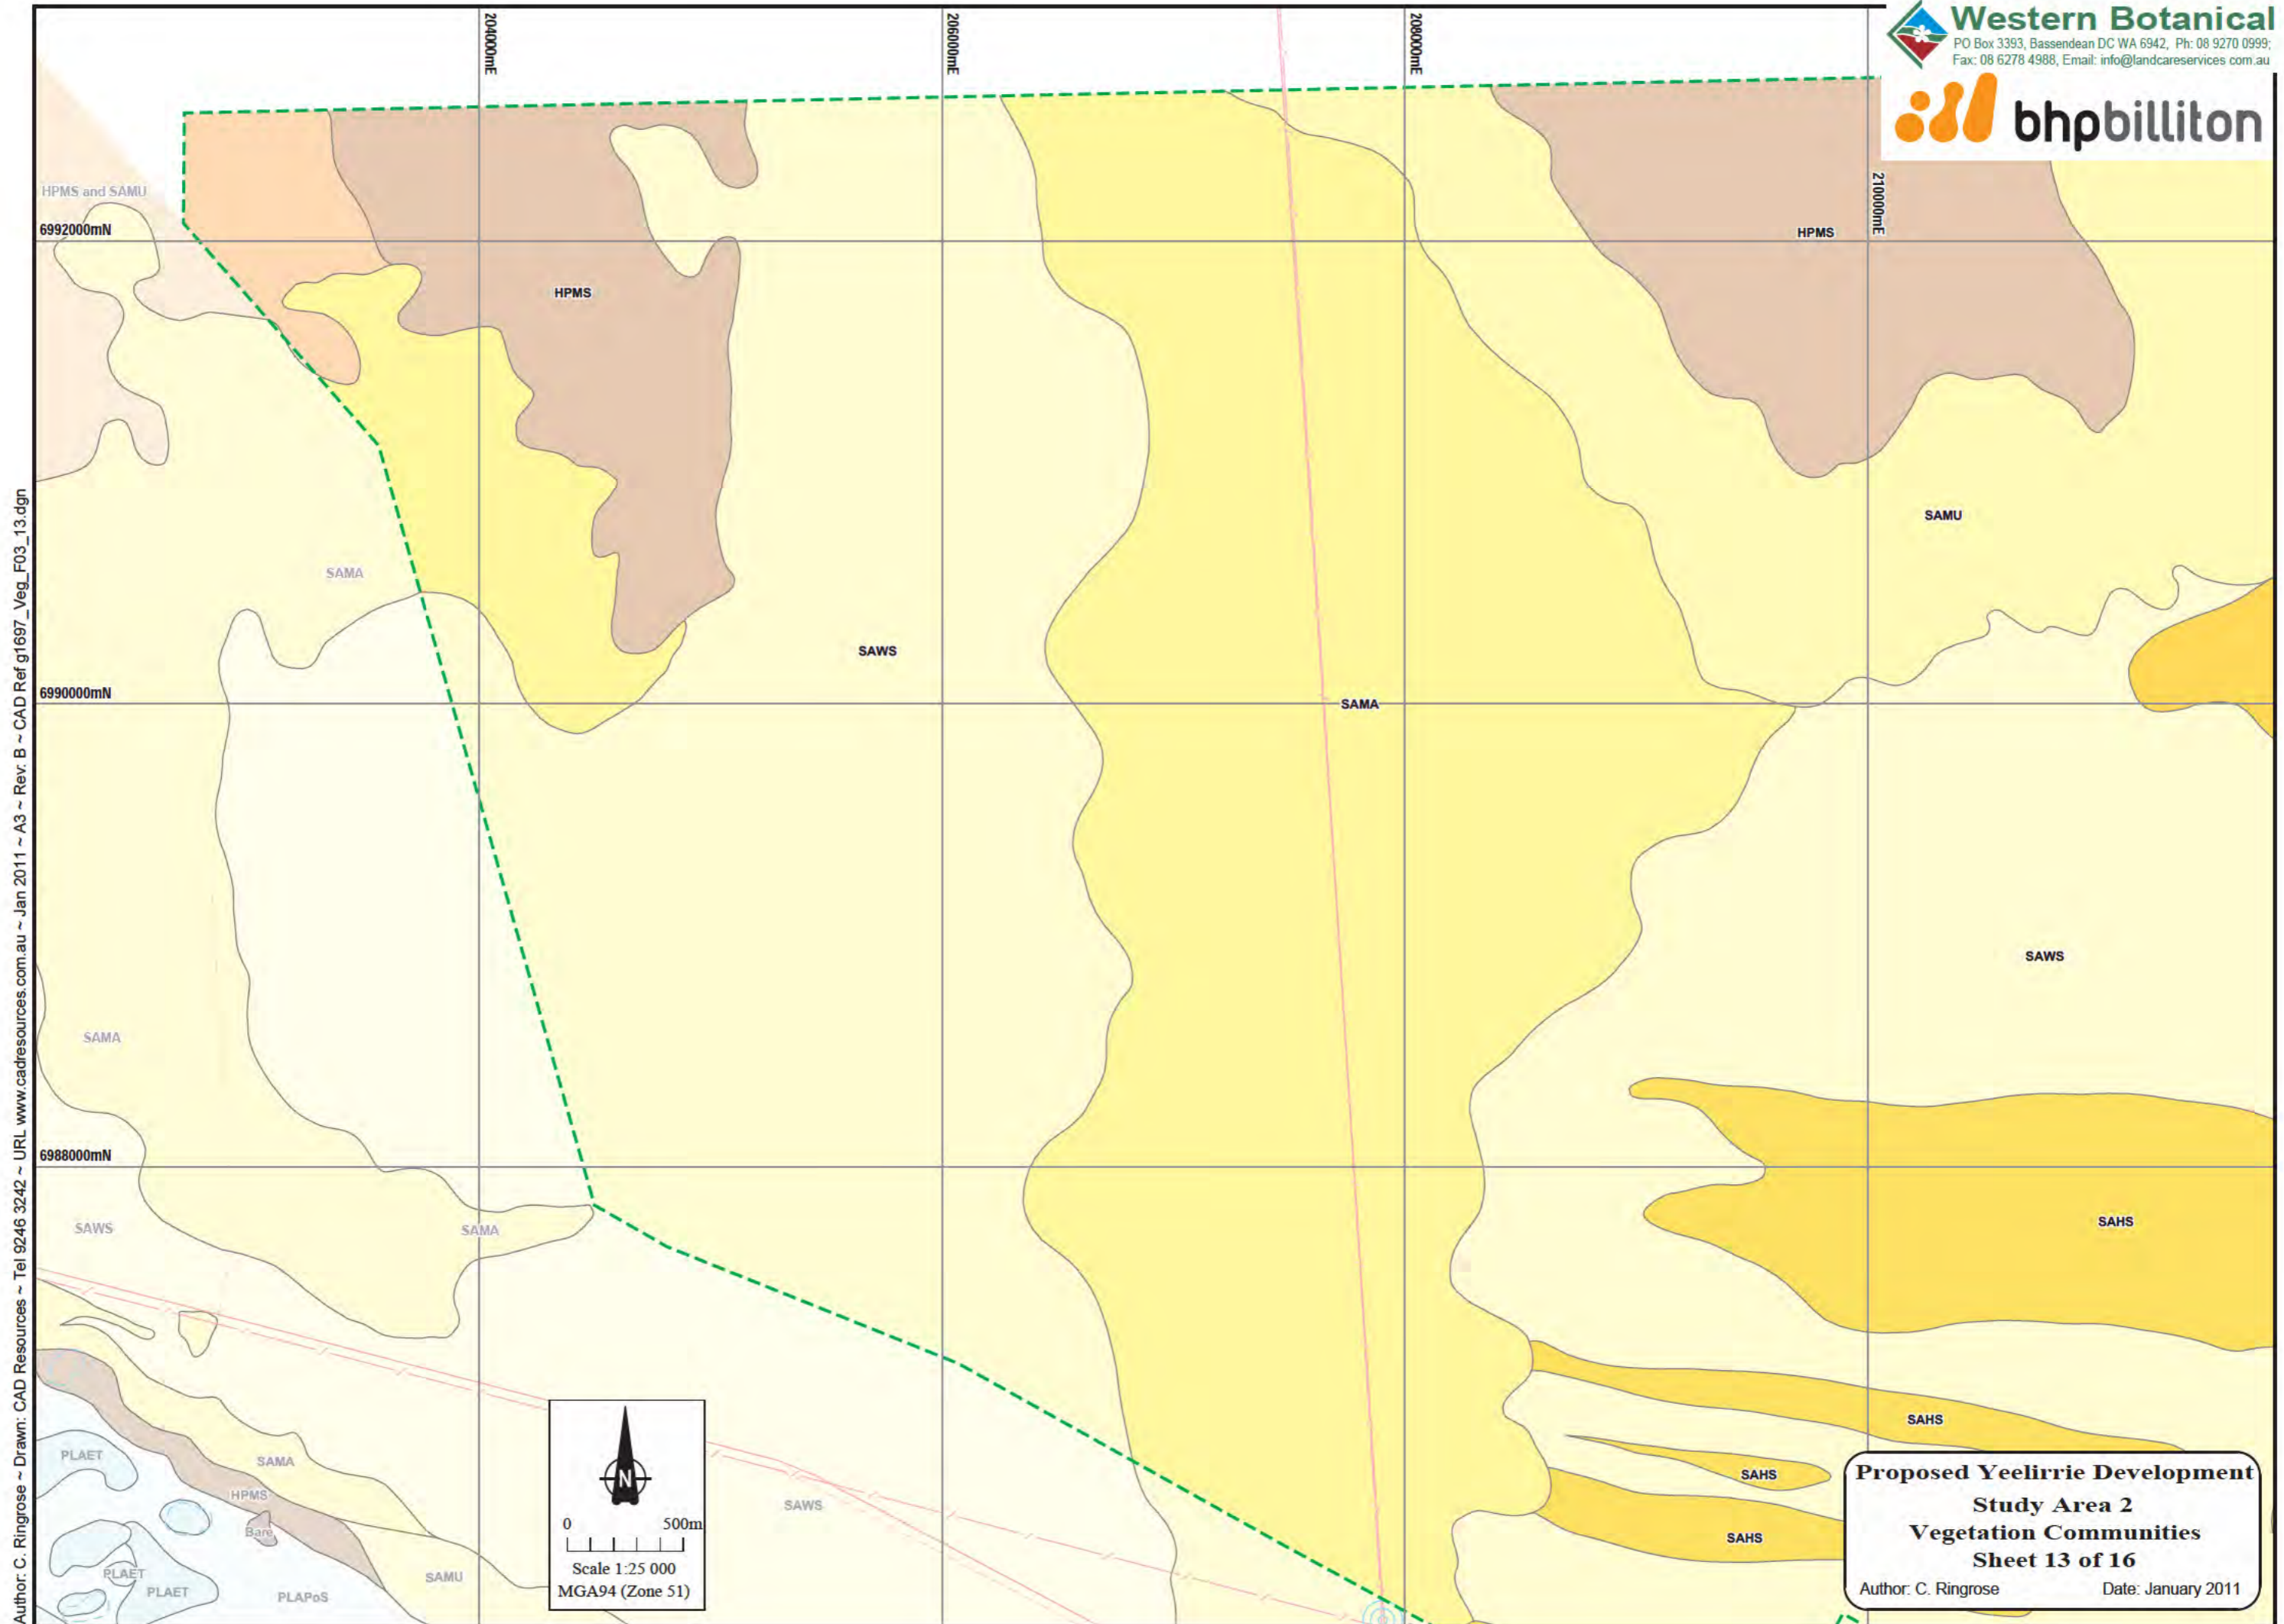 204000mE
206000mE
208000mE
210000mE
Western Botanical
PO Box 3393, Bassendean DC WA 6942, Ph: 08 9270 0999;
Fax: 08 6278 4988, Email: info@landcareservices.com.au
bhpbilliton
HPMS and SAMU
6992000mN
HPMS
HPMS
SAMU
SAMA
SAWS
6990000mN
SAMA
SAWS
SAMA
6988000mN
SAWS
SAMA
SAHS
SAHS
PLAET
SAMA
SAHS
HPMS
SAWS
Bare
SAHS
PLAET
SAMU
PLAET
PLAPoS
N
0 500m
Scale 1:25 000
MGA94 (Zone 51)
Proposed Yeelirrie Development
Study Area 2
Vegetation Communities
Sheet 13 of 16
Author: C. Ringrose Date: January 2011
Author: C. Ringrose ~ Drawn: CAD Resources ~ Tel 9246 3242 ~ URL www.cadresources.com.au ~ Jan 2011 ~ A3 ~ Rev: B ~ CAD Ref g1697_Veg_F03_13.dgn